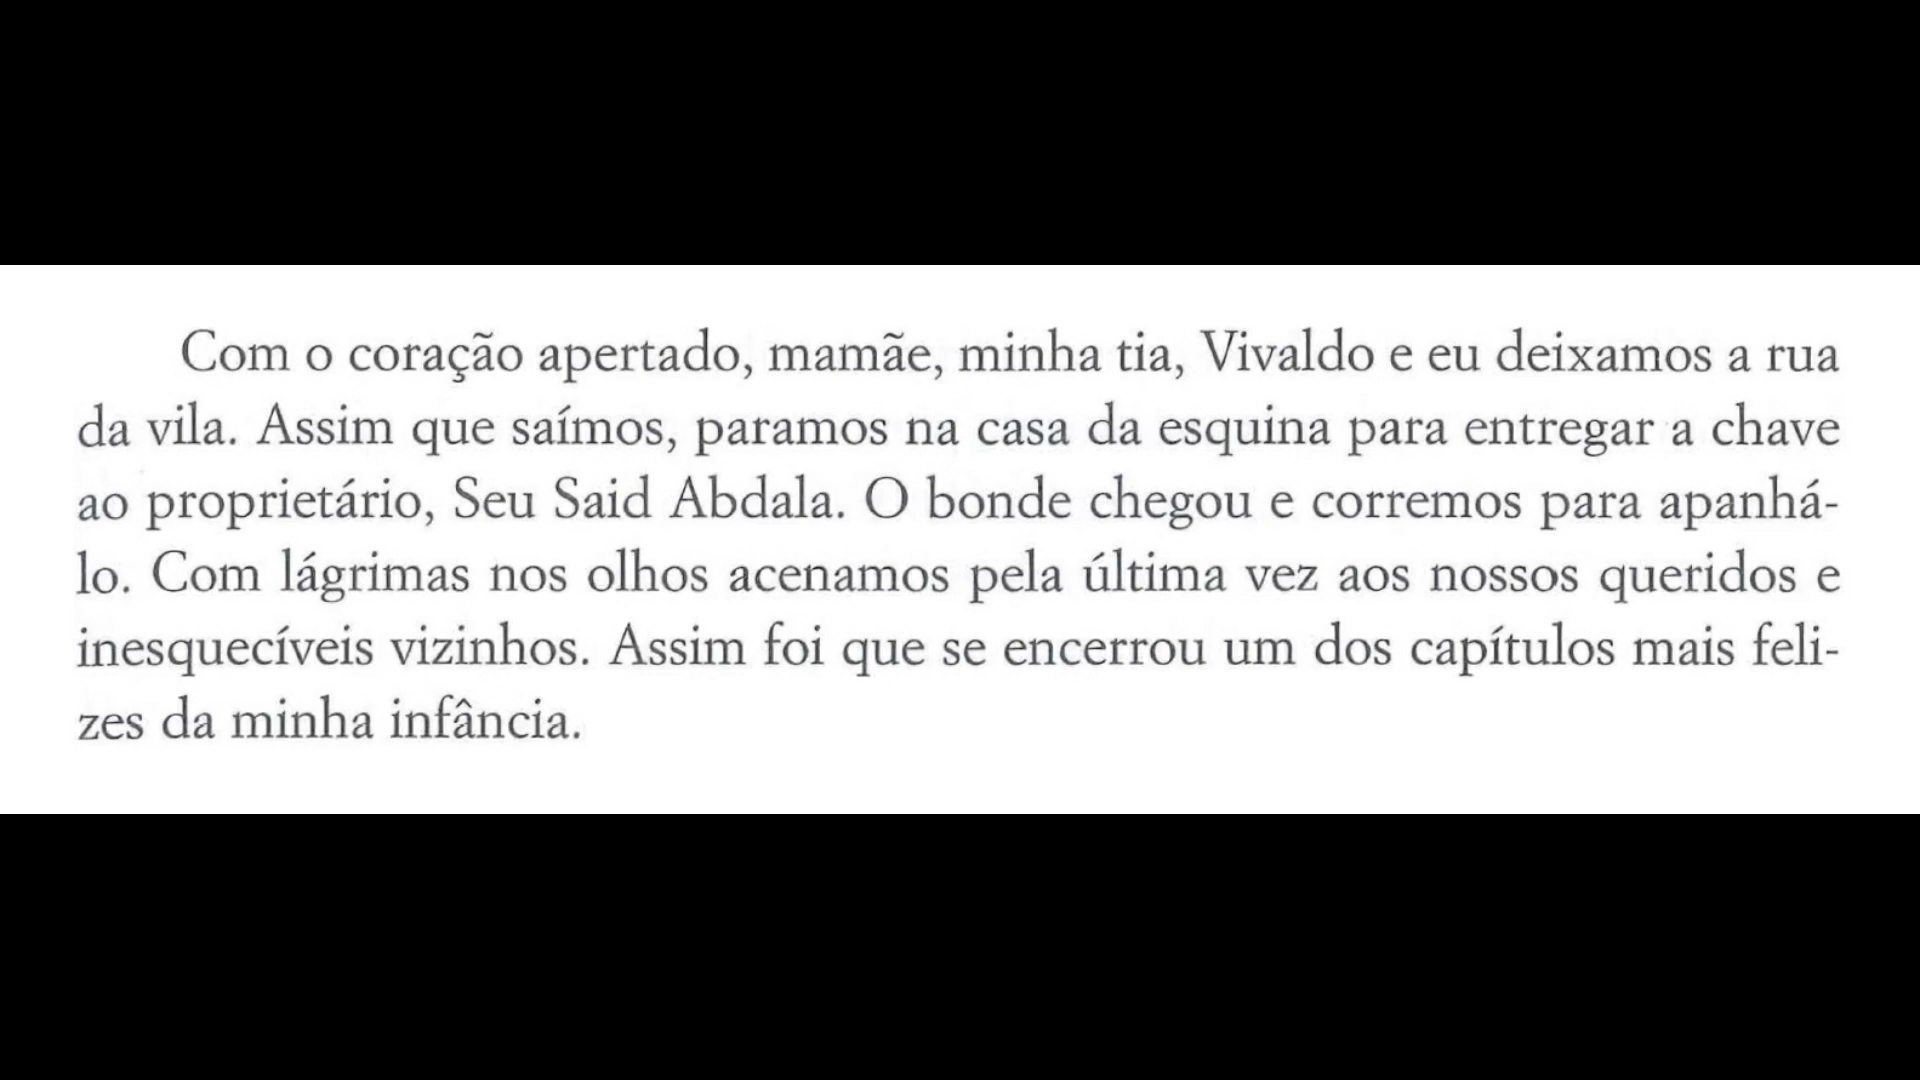 Com o coração apertado, mamãe, minha tia, Vivaldo e eu deixamos a rua
da vila. Assim que saímos, paramos na casa da esquina para entregar a chave
ao proprietário, Seu Said Abdala. O bonde chegou e corremos para apanhá-
lo. Com lágrimas nos olhos acenamos pela última vez aos nossos queridos e
inesquecíveis vizinhos. Assim foi que se encerrou um dos capítulos mais feli-
zes da minha infância.